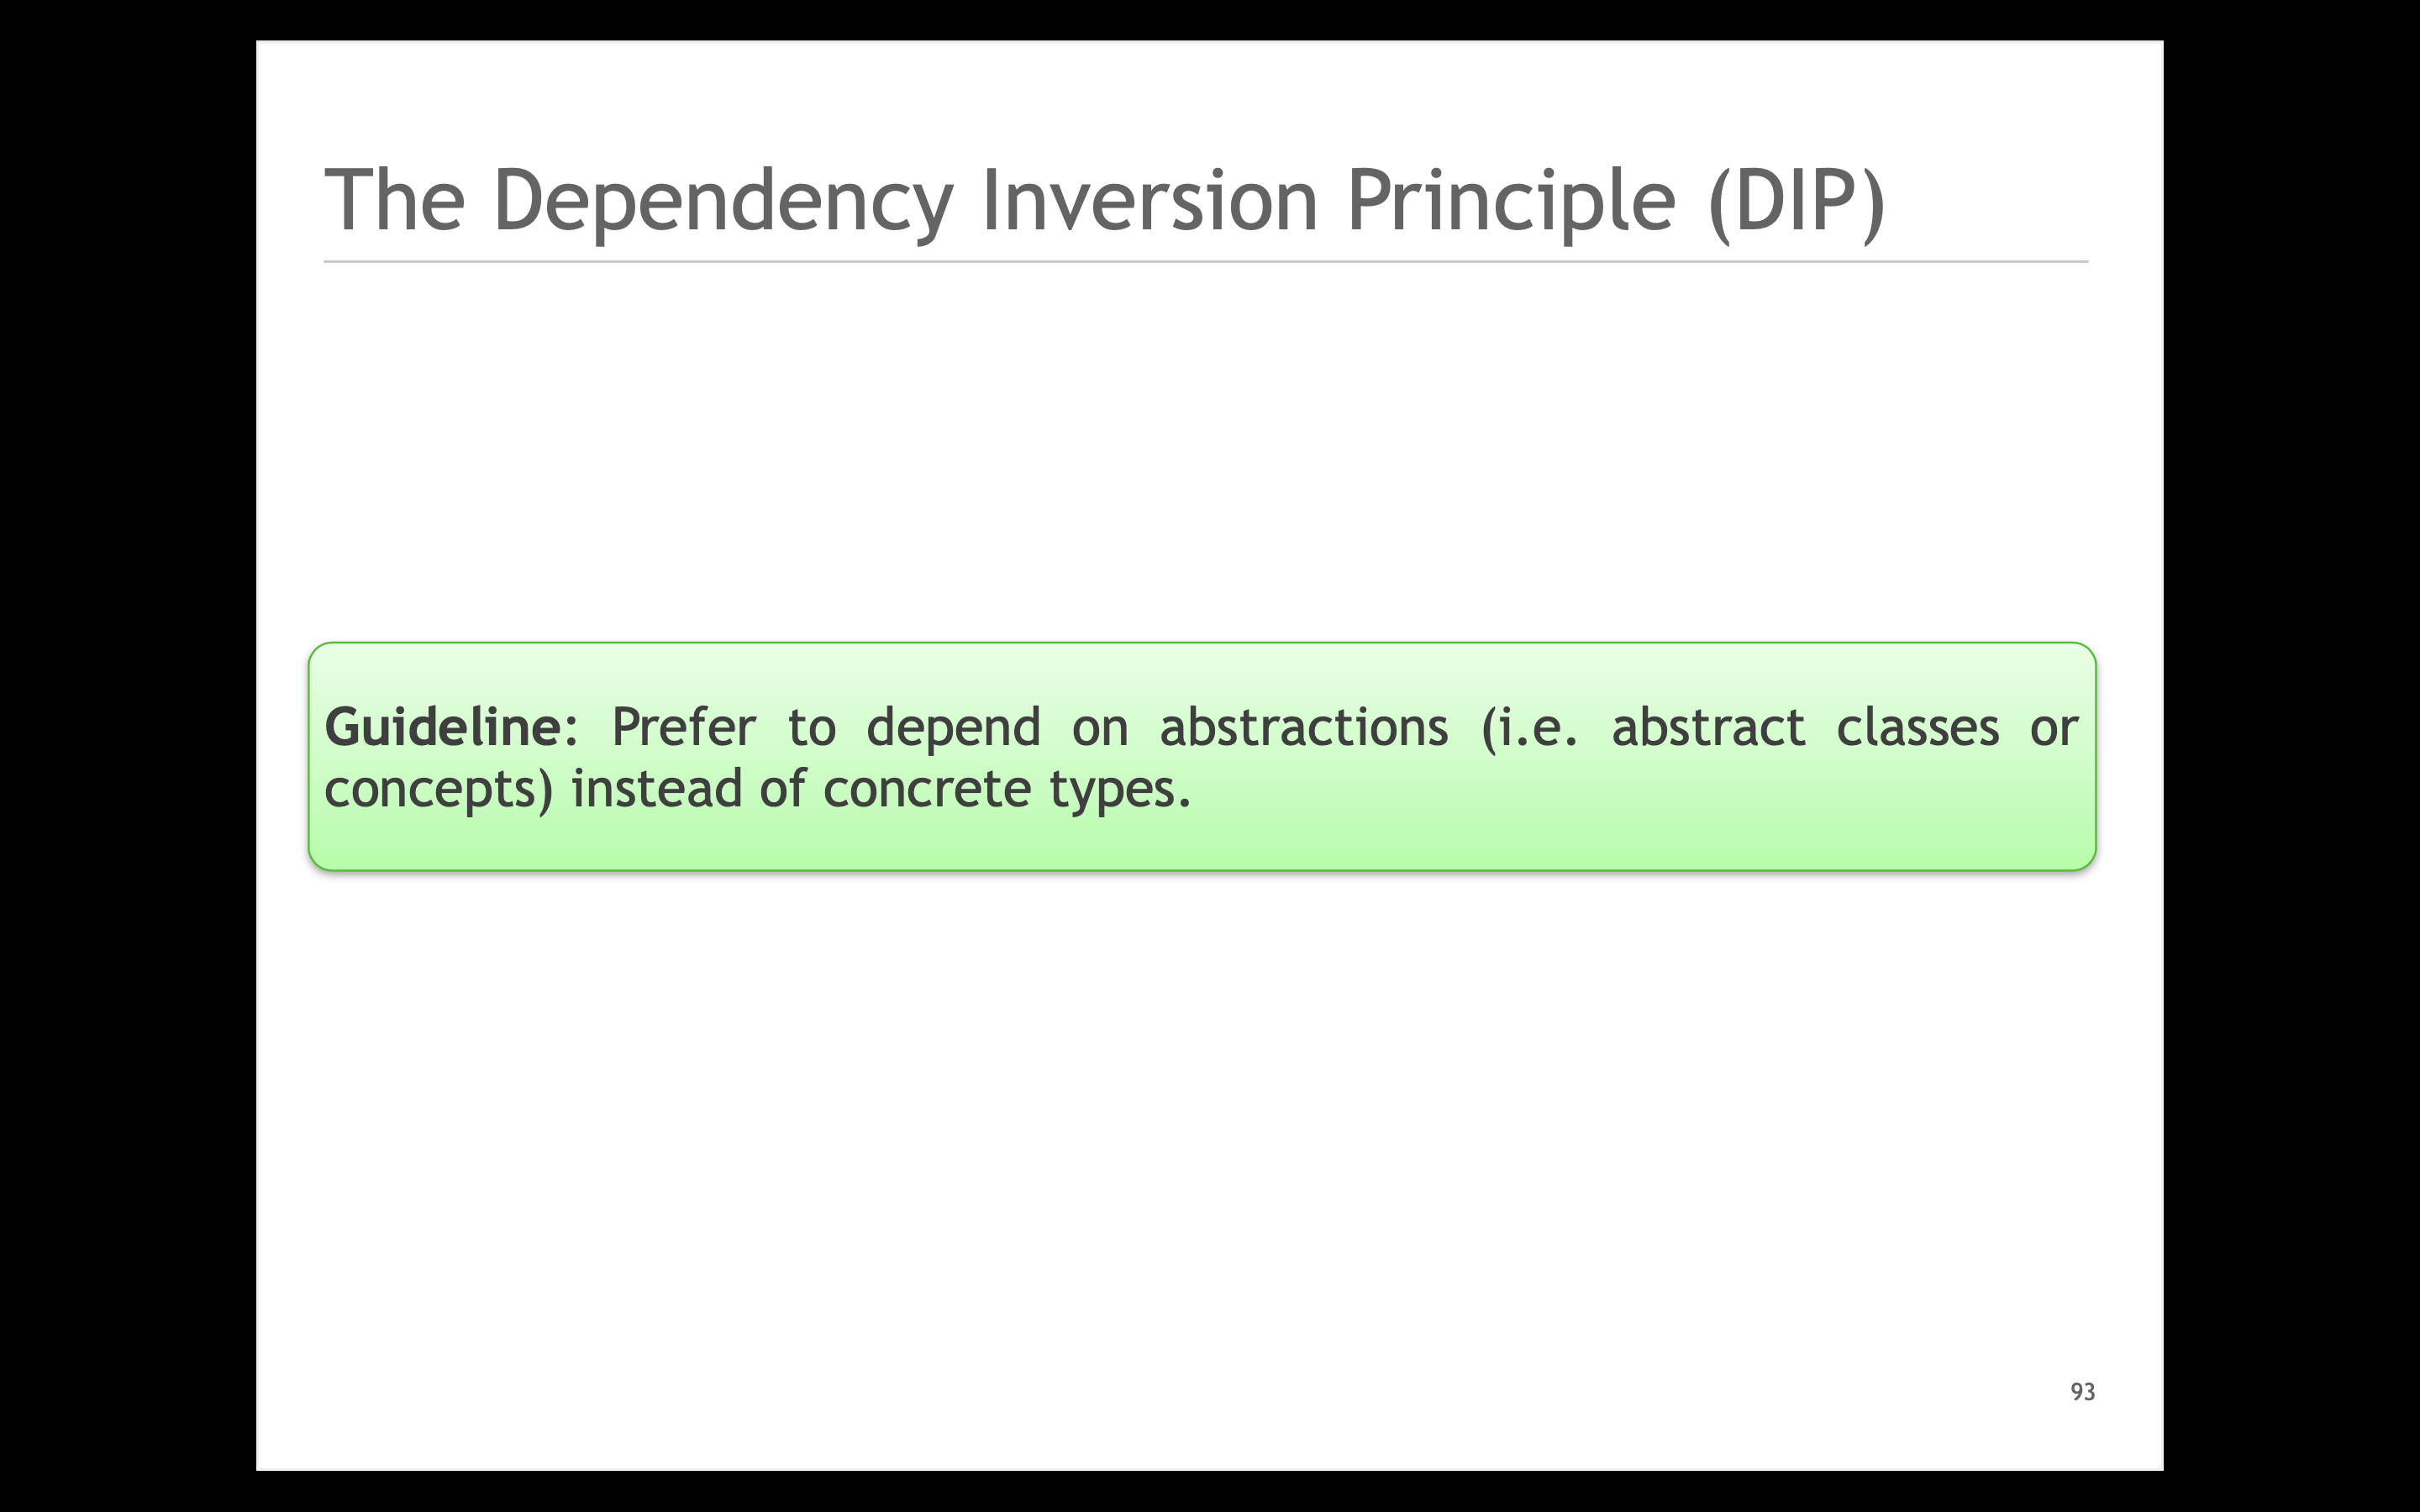 The Dependency Inversion Principle (DIP)
Guideline: Prefer to depend on abstractions (i.e. abstract classes or
concepts) instead of concrete types.
93